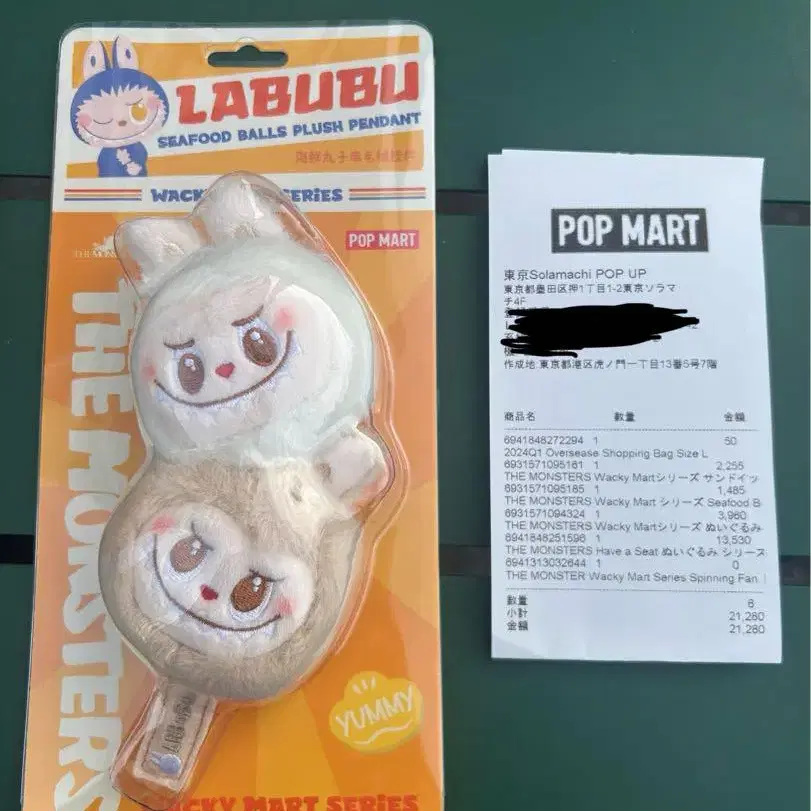 LABUBU
SEAFOOD BALLS PLUSH PENDANT
WACKY
SERIES
POP MART
THE MONSTERS
YUMMY
WACKY MART SERIES
POP MART
東京Solamachi POP UP
東京都墨田区押1丁目1-2東京ソラマ
チ4F
作成地:東京都港区虎ノ門一丁目13番5号7階
商品名 数量 金額
6941848272294 1 50
2024Q1 Oversease Shopping Bag Size L
6931571095161 1 2,255
THE MONSTERS Wacky Martシリーズ サンドイッ
6931571095185 1 1,485
THE MONSTERS Wacky Mart シリーズ Seafood B
6931571094324 1 3,960
THE MONSTERS Wacky Martシリーズ ぬいぐるみ
6941848251596 1 13,530
THE MONSTERS Have a Seat ぬいぐるみ シリーズ
6941313032644 1 0
THE MONSTER Wacky Mart Series Spinning Fan
数量 6
小計 21,280
金額 21,280